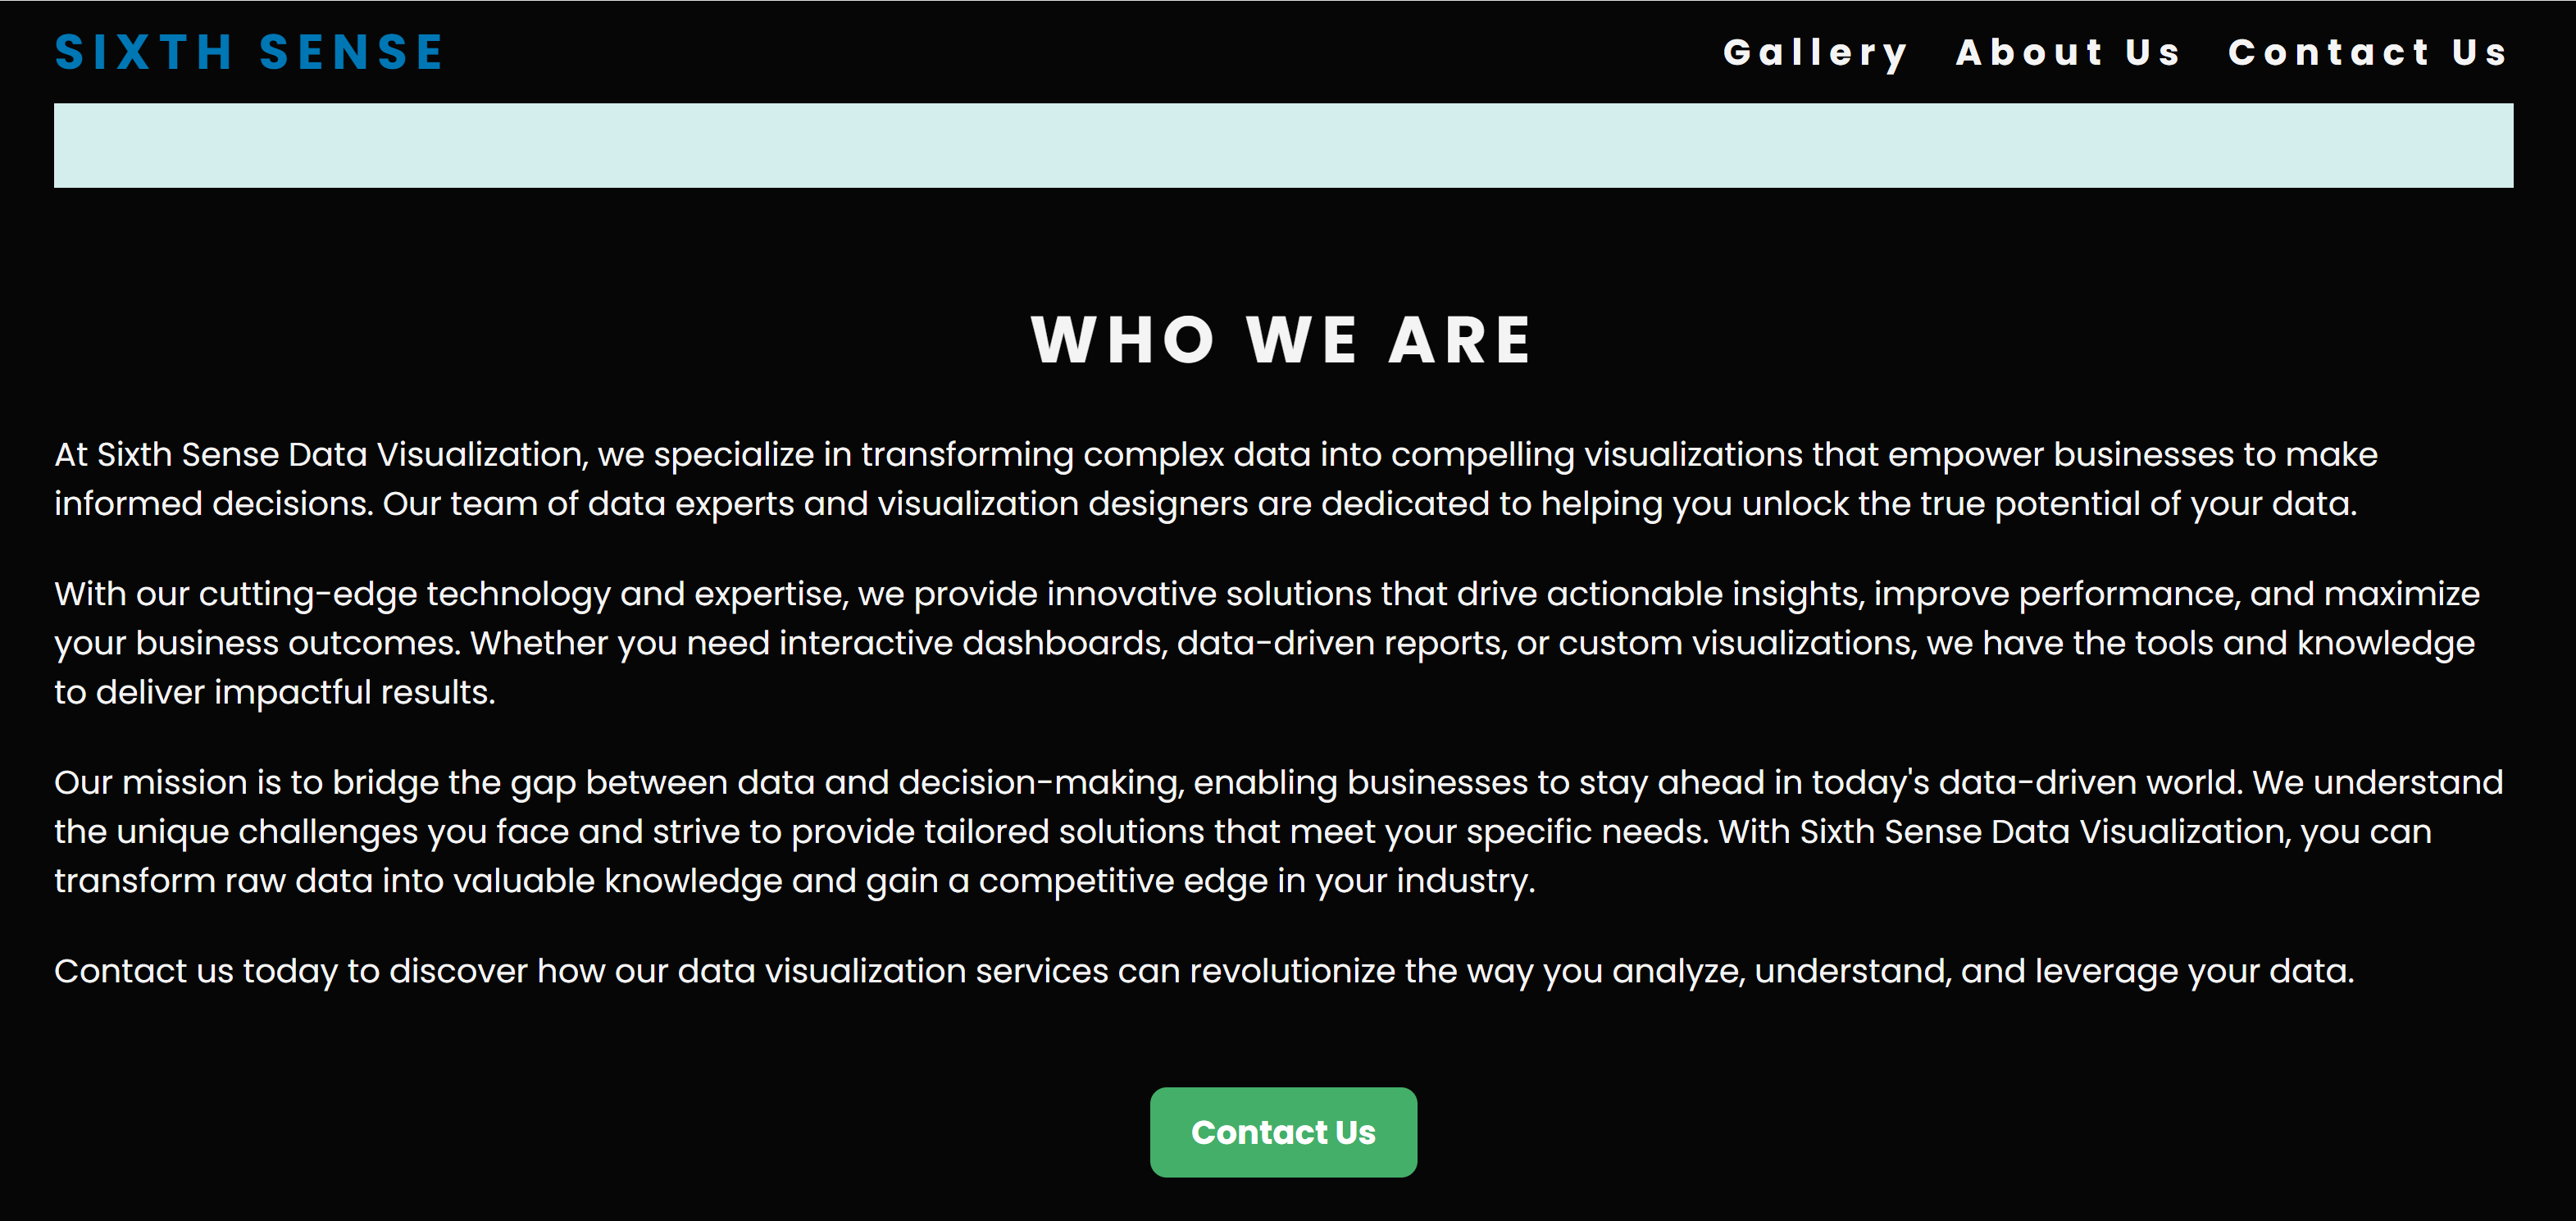 SIXTH SENSE
Gallery About Us Contact Us
WHO WE ARE
At Sixth Sense Data Visualization, we specialize in transforming complex data into compelling visualizations that empower businesses to make
informed decisions. Our team of data experts and visualization designers are dedicated to helping you unlock the true potential of your data.
With our cutting-edge technology and expertise, we provide innovative solutions that drive actionable insights, improve performance, and maximize
your business outcomes. Whether you need interactive dashboards, data-driven reports, or custom visualizations, we have the tools and knowledge
to deliver impactful results.
Our mission is to bridge the gap between data and decision-making, enabling businesses to stay ahead in today's data-driven world. We understand
the unique challenges you face and strive to provide tailored solutions that meet your specific needs. With Sixth Sense Data Visualization, you can
transform raw data into valuable knowledge and gain a competitive edge in your industry.
Contact us today to discover how our data visualization services can revolutionize the way you analyze, understand, and leverage your data.
Contact Us